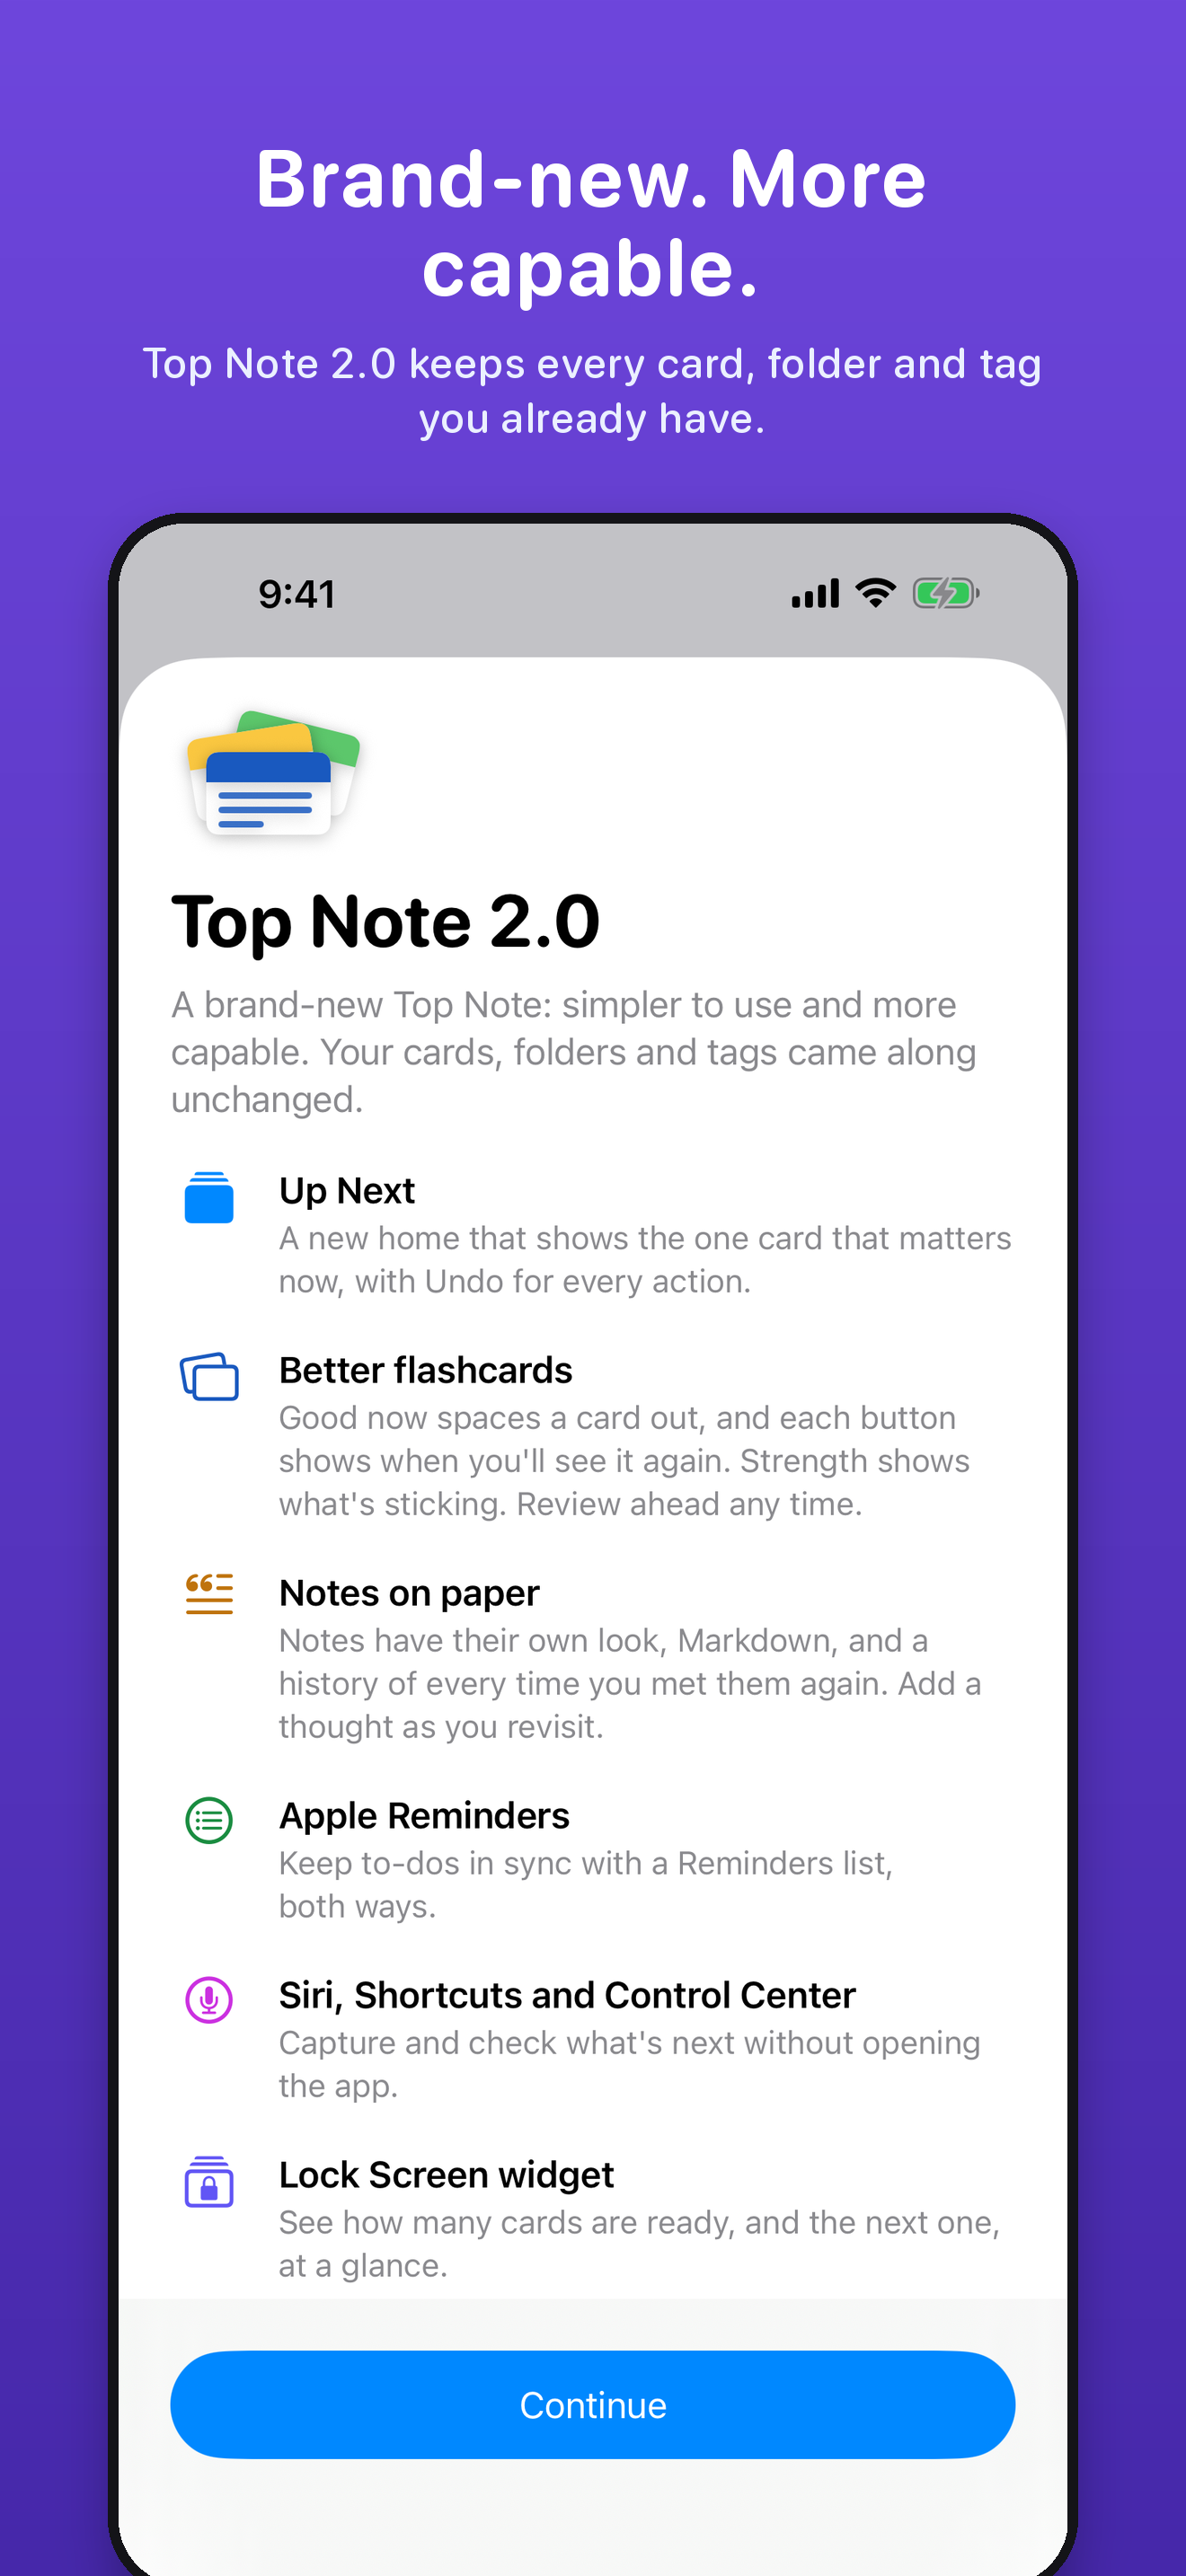 Brand-new. More
capable.
Top Note 2.0 keeps every card, folder and tag
you already have.
9:41
Top Note 2.0
A brand-new Top Note: simpler to use and more
capable. Your cards, folders and tags came along
unchanged.
Up Next
A new home that shows the one card that matters
now, with Undo for every action.
Better flashcards
Good now spaces a card out, and each button
shows when you'll see it again. Strength shows
what's sticking. Review ahead any time.
Notes on paper
Notes have their own look, Markdown, and a
history of every time you met them again. Add a
thought as you revisit.
Apple Reminders
Keep to-dos in sync with a Reminders list,
both ways.
Siri, Shortcuts and Control Center
Capture and check what's next without opening
the app.
Lock Screen widget
See how many cards are ready, and the next one,
at a glance.
Continue